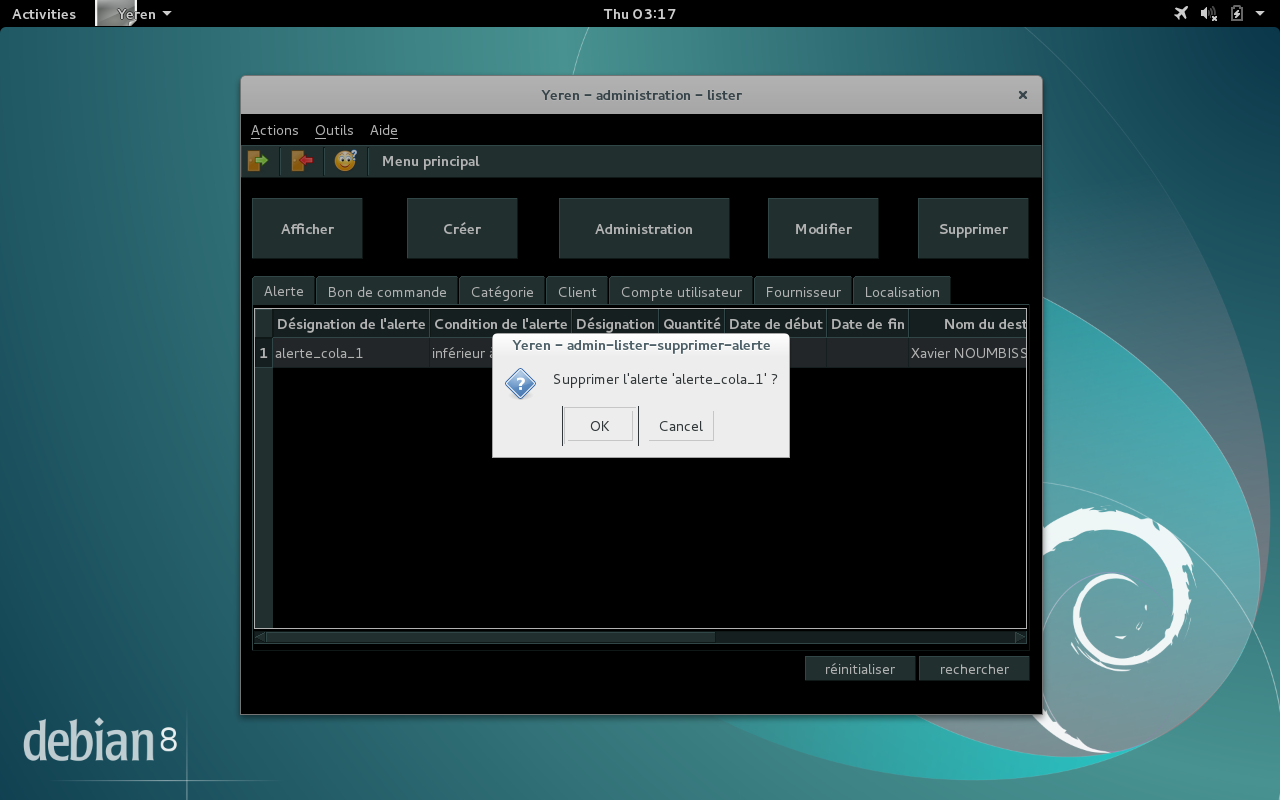 Activities Yeren Thu 03:17
Yeren - administration - lister
Actions Outils Aide
Menu principal
Afficher Créer Administration Modifier Supprimer
Alerte Bon de commande Catégorie Client Compte utilisateur Fournisseur Localisation
Désignation de l'alerte Condition de l'alerte Désignation Quantité Date de début Date de fin Nom du dest
1 alerte_cola_1 inférieur à Xavier NOUMBISS
Yeren - admin-lister-supprimer-alerte
Supprimer l'alerte 'alerte_cola_1' ?
OK Cancel
réinitialiser rechercher
debian 8